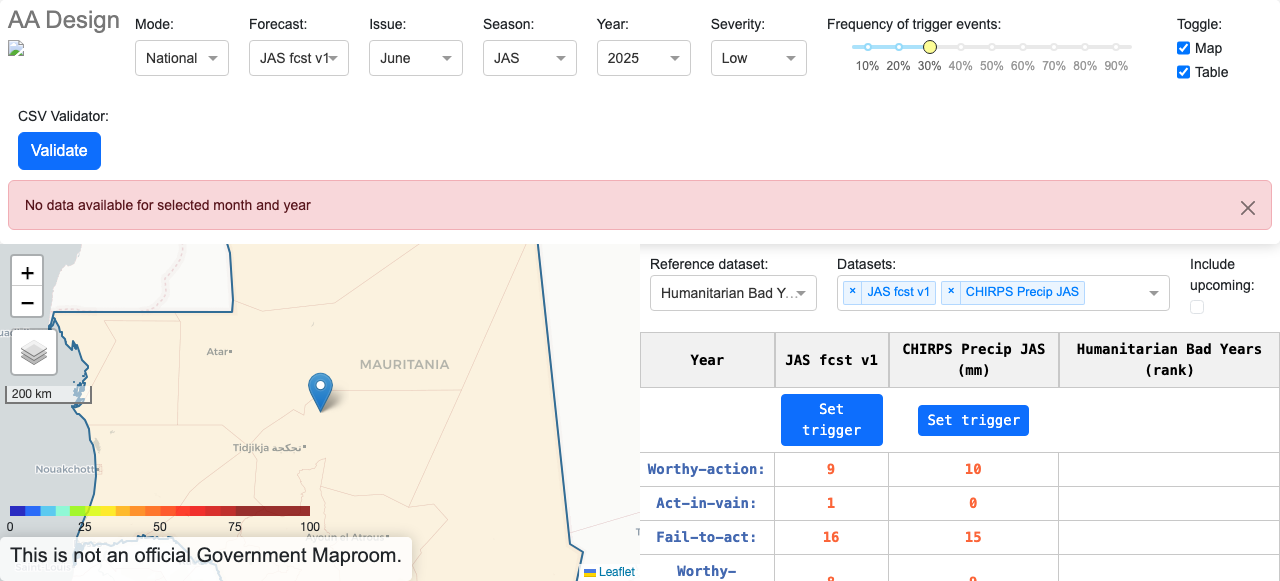 AA Design
Mode:
Forecast:
Issue:
Season:
Year:
Severity:
Frequency of trigger events:
Toggle:
National
JAS fcst v1
June
JAS
2025
Low
10% 20% 30% 40% 50% 60% 70% 80% 90%
Map
Table
CSV Validator:
Validate
No data available for selected month and year
+
−
200 km
Atar
MAURITANIA
Tidjikja تجكجة
Nouakchott
Ayoun el Atrous
0 25 50 75 100
This is not an official Government Maproom.
Saint-Louis
Leaflet
Reference dataset:
Datasets:
Include
upcoming:
Humanitarian Bad Y...
× JAS fcst v1 × CHIRPS Precip JAS
Year
JAS fcst v1
CHIRPS Precip JAS
(mm)
Humanitarian Bad Years
(rank)
Set
trigger
Set trigger
Worthy-action: 9 10
Act-in-vain: 1 0
Fail-to-act: 16 15
Worthy-